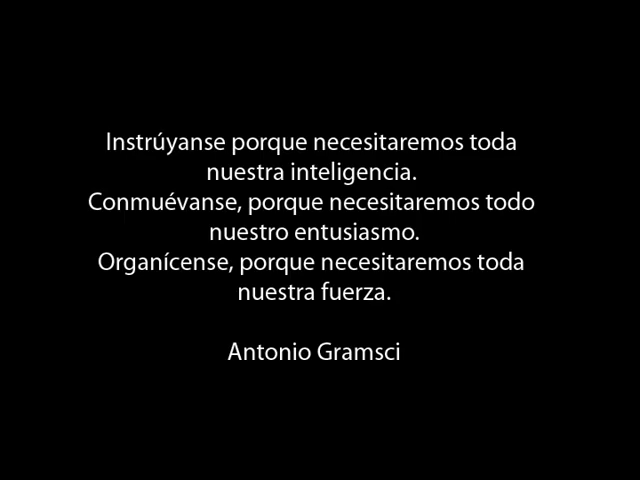 Instrúyanse porque necesitaremos toda
nuestra inteligencia.
Conmuévanse, porque necesitaremos todo
nuestro entusiasmo.
Organícense, porque necesitaremos toda
nuestra fuerza.
Antonio Gramsci